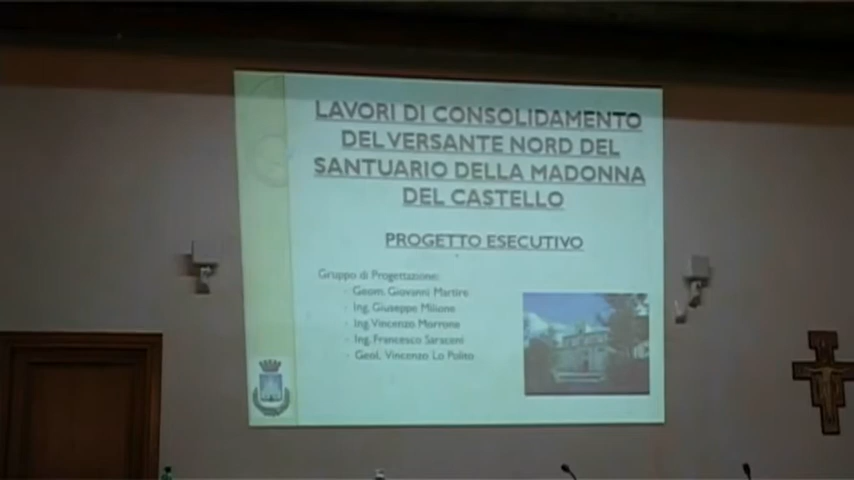 LAVORI DI CONSOLIDAMENTO
DEL VERSANTE NORD DEL
SANTUARIO DELLA MADONNA
DEL CASTELLO
PROGETTO ESECUTIVO
Gruppo di Progettazione:
- Geom. Giovanni Martire
- Ing. Giuseppe Milione
- Ing. Vincenzo Morrone
- Ing. Francesco Saraceni
- Geol. Vincenzo Lo Polito